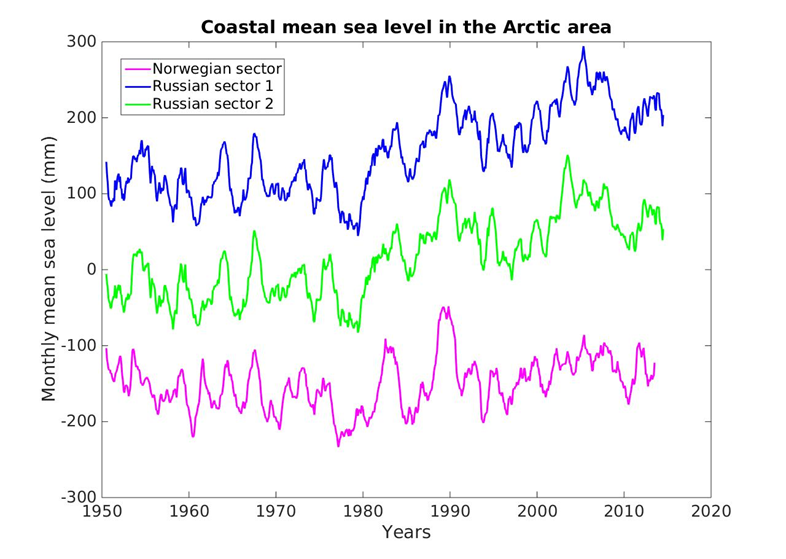 Coastal mean sea level in the Arctic area
300
Norwegian sector
Russian sector 1
Russian sector 2
200
100
0
-100
-200
-300
Monthly mean sea level (mm)
1950 1960 1970 1980 1990 2000 2010 2020
Years